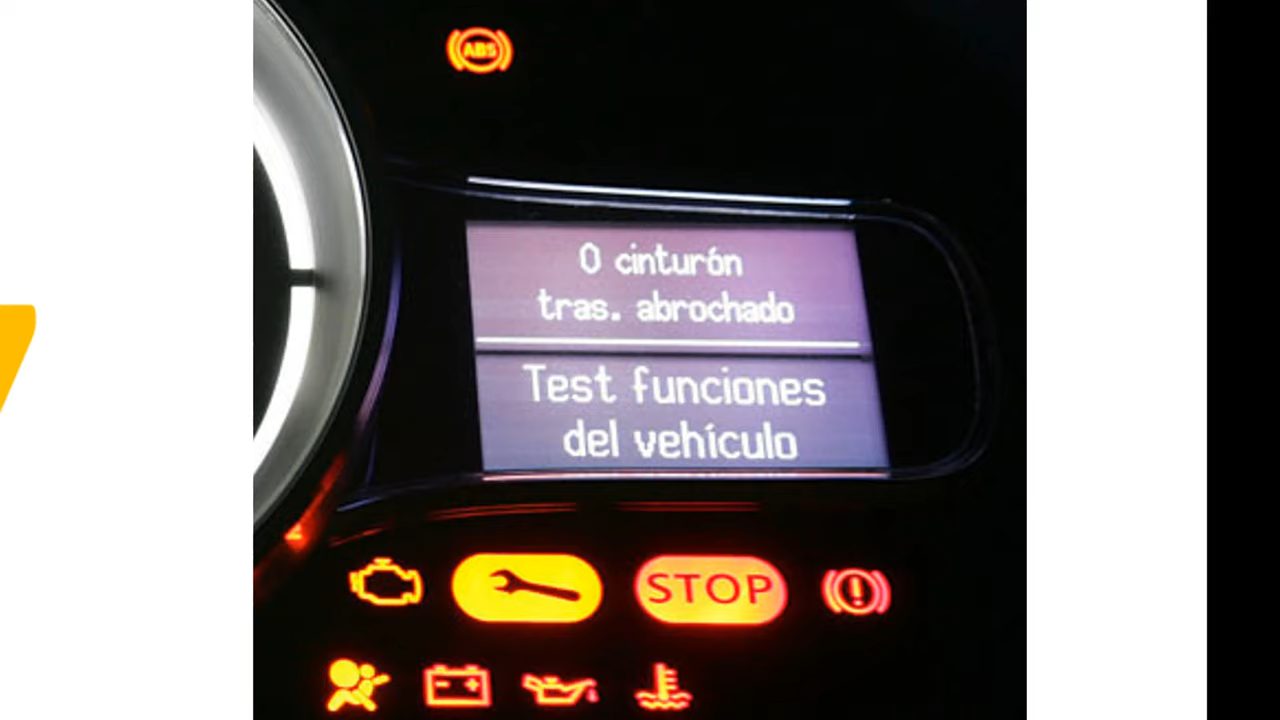 ABS
0 cinturón
tras. abrochado
Test funciones
del vehículo
STOP